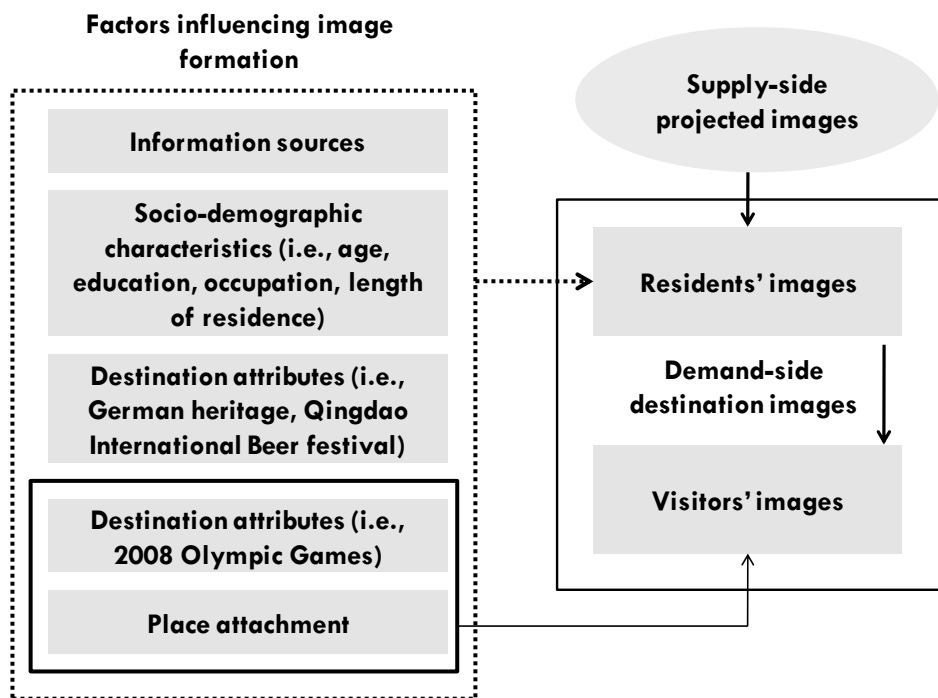 Factors influencing image
formation
Information sources
Socio-demographic
characteristics (i.e., age,
education, occupation, length
of residence)
Destination attributes (i.e.,
German heritage, Qingdao
International Beer festival)
Destination attributes (i.e.,
2008 Olympic Games)
Place attachment
Supply-side
projected images
Residents’ images
Demand-side
destination images
Visitors’ images